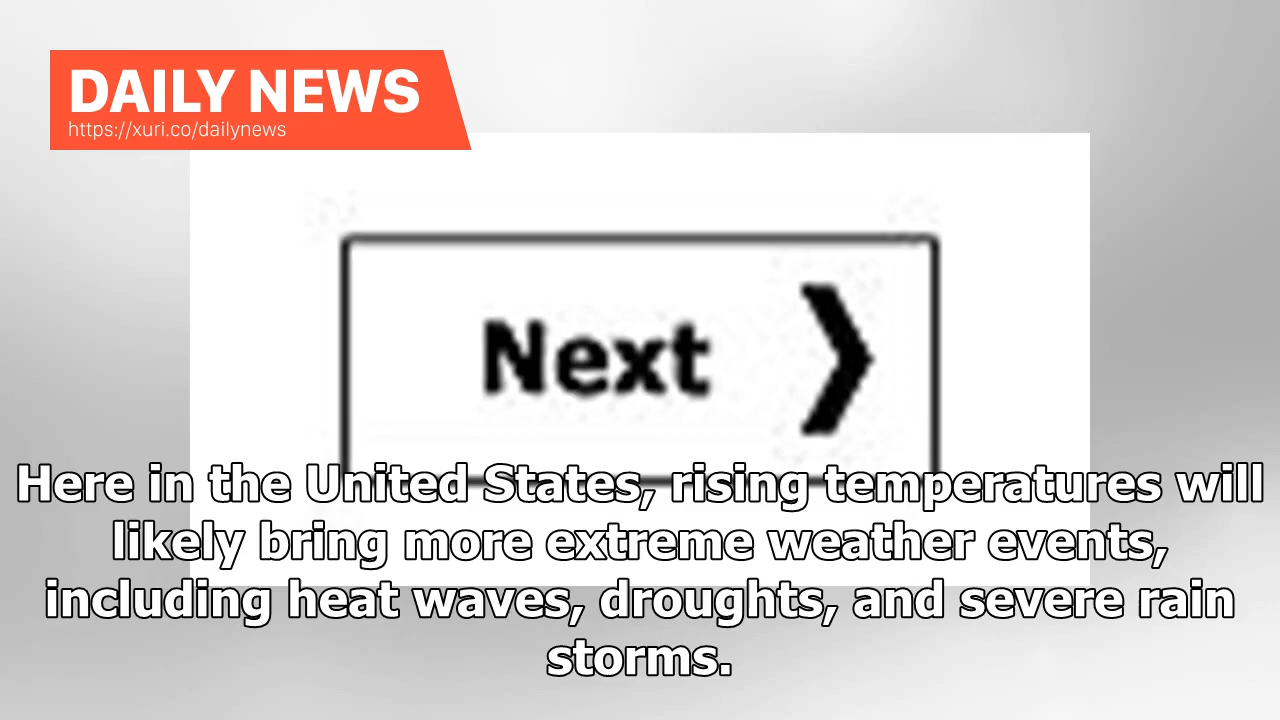 DAILY NEWS
https://xuri.co/dailynews
Next
Here in the United States, rising temperatures will
likely bring more extreme weather events,
including heat waves, droughts, and severe rain
storms.